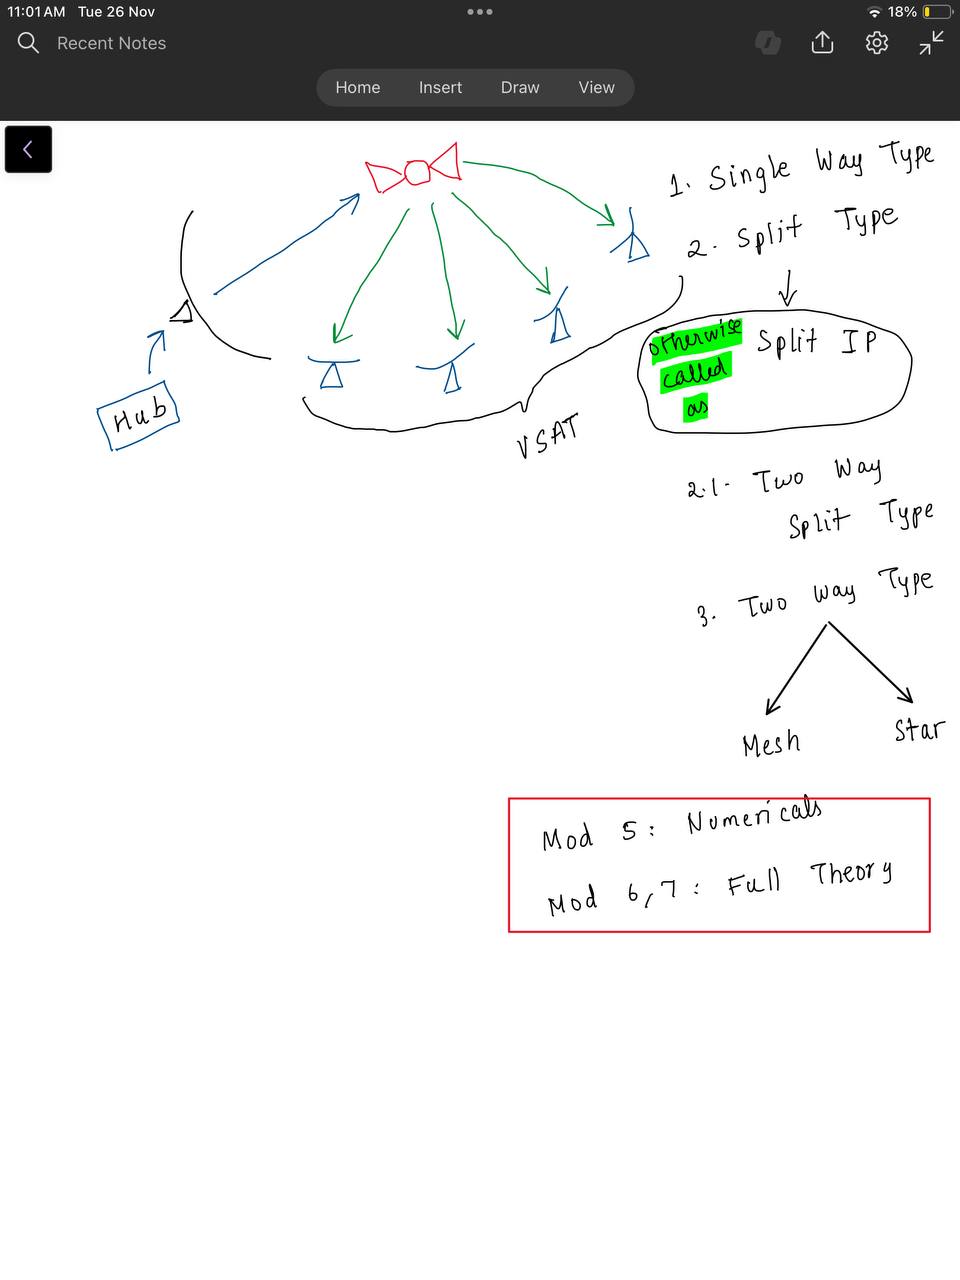 11:01 AM Tue 26 Nov
18%
Recent Notes
Home Insert Draw View
1. Single Way Type
2. Split Type
otherwise
called
as
Split IP
Hub
VSAT
2.1. Two Way
Split Type
3. Two Way Type
Mesh
Star
Mod 5: Numericals
Mod 6,7: Full Theory